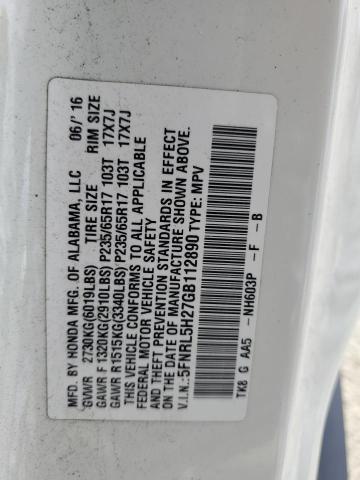 MFD. BY HONDA MFG. OF ALABAMA, LLC 06/' 16
GVWR 2730KG(6019LBS) TIRE SIZE RIM SIZE
GAWR F 1320KG(2910LBS) P235/65R17 103T 17X7J
GAWR R1515KG(3340LBS) P235/65R17 103T 17X7J
THIS VEHICLE CONFORMS TO ALL APPLICABLE
FEDERAL MOTOR VEHICLE SAFETY
AND THEFT PREVENTION STANDARDS IN EFFECT
ON THE DATE OF MANUFACTURE SHOWN ABOVE.
V.I.N.: 5FNRL5H27GB112890 TYPE: MPV
TK8 G AA5 -NH603P -F -B